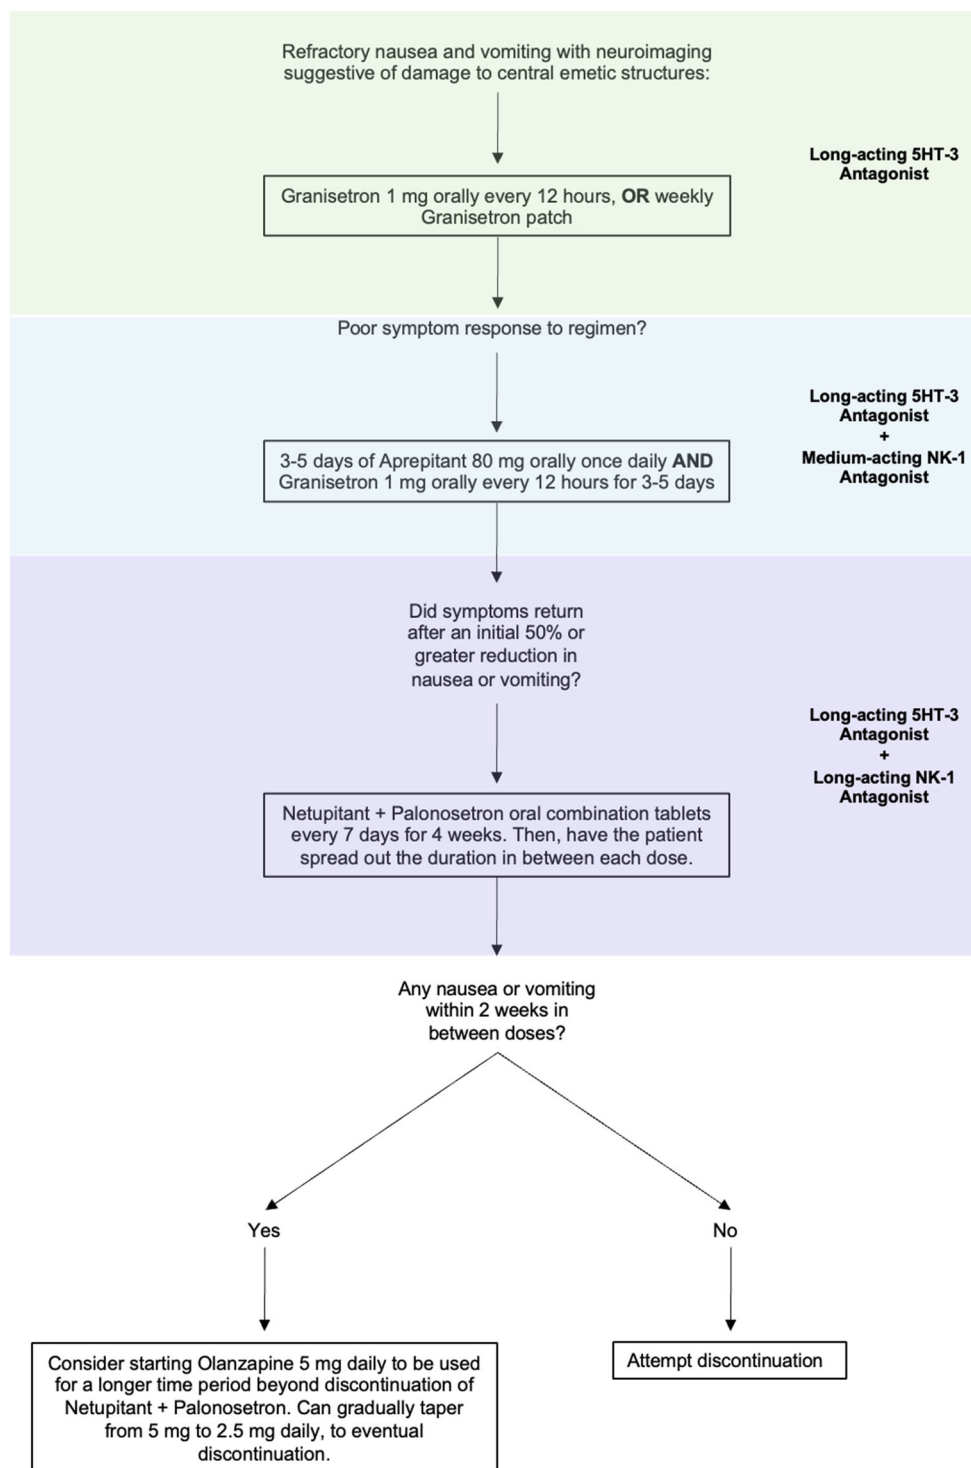 Refractory nausea and vomiting with neuroimaging
suggestive of damage to central emetic structures:
Long-acting 5HT-3
Antagonist
Granisetron 1 mg orally every 12 hours, OR weekly
Granisetron patch
Poor symptom response to regimen?
Long-acting 5HT-3
Antagonist
+
Medium-acting NK-1
Antagonist
3-5 days of Aprepitant 80 mg orally once daily AND
Granisetron 1 mg orally every 12 hours for 3-5 days
Did symptoms return
after an initial 50% or
greater reduction in
nausea or vomiting?
Long-acting 5HT-3
Antagonist
+
Long-acting NK-1
Antagonist
Netupitant + Palonosetron oral combination tablets
every 7 days for 4 weeks. Then, have the patient
spread out the duration in between each dose.
Any nausea or vomiting
within 2 weeks in
between doses?
Yes
No
Consider starting Olanzapine 5 mg daily to be used
for a longer time period beyond discontinuation of
Netupitant + Palonosetron. Can gradually taper
from 5 mg to 2.5 mg daily, to eventual
discontinuation.
Attempt discontinuation